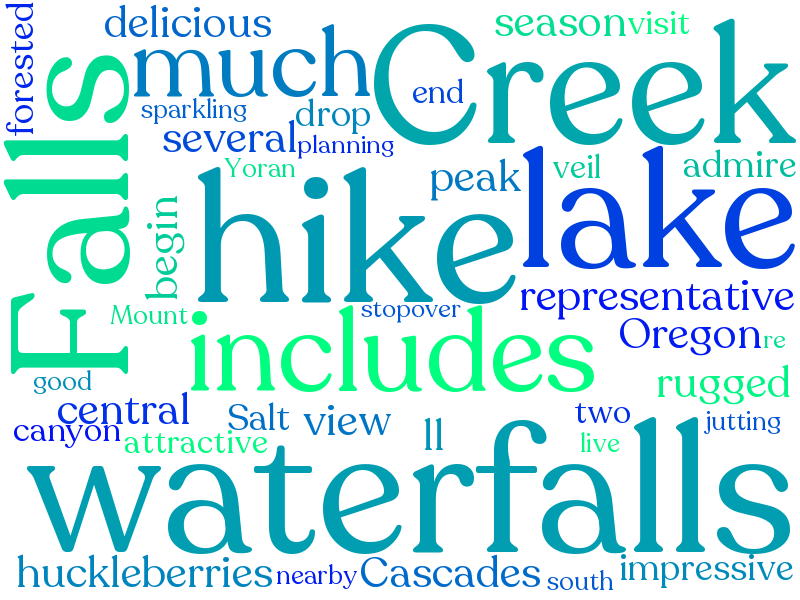 forested
delicious
season
visit
much
Creek
end
sparkling
drop
several
planning
Falls
Yoran
peak
veil
admire
lake
hike
begin
representative
Mount
stopover
includes
Oregon
re
good
rugged
central
Salt
view
ll
two
jutting
canyon
attractive
live
waterfalls
huckleberries
nearby
Cascades
south
impressive